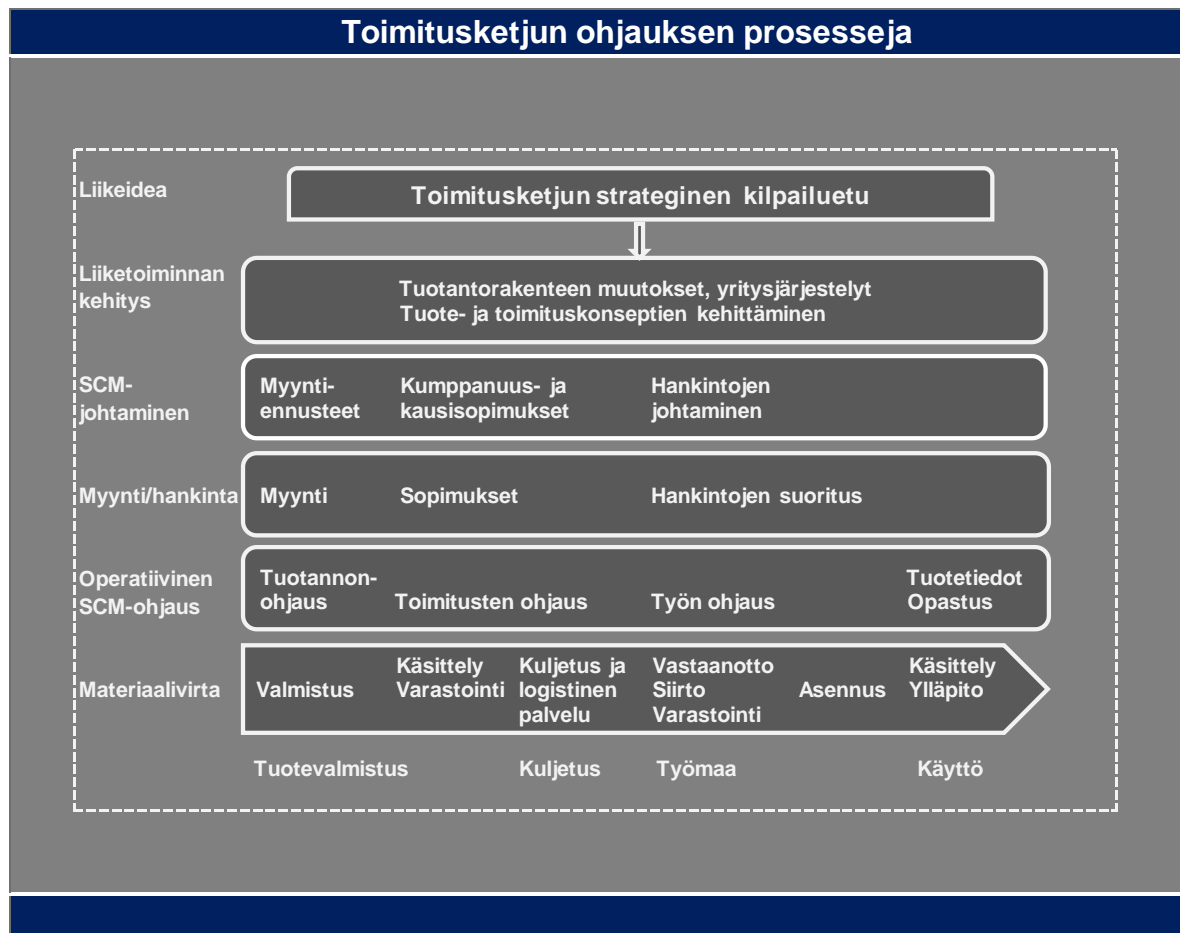 Toimitusketjun ohjauksen prosesseja
Liikeidea
Toimitusketjun strateginen kilpailuetu
Liiketoiminnan
kehitys
Tuotantorakenteen muutokset, yritysjärjestelyt
Tuote- ja toimituskonseptien kehittäminen
SCM-
johtaminen
Myynti-
ennusteet
Kumppanuus- ja
kausisopimukset
Hankintojen
johtaminen
Myynti/hankinta
Myynti
Sopimukset
Hankintojen suoritus
Operatiivinen
SCM-ohjaus
Tuotannon-
ohjaus
Toimitusten ohjaus
Työn ohjaus
Tuotetiedot
Opastus
Materiaalivirta
Valmistus
Käsittely
Varastointi
Kuljetus ja
logistinen
palvelu
Vastaanotto
Siirto
Varastointi
Asennus
Käsittely
Ylläpito
Tuotevalmistus
Kuljetus
Työmaa
Käyttö